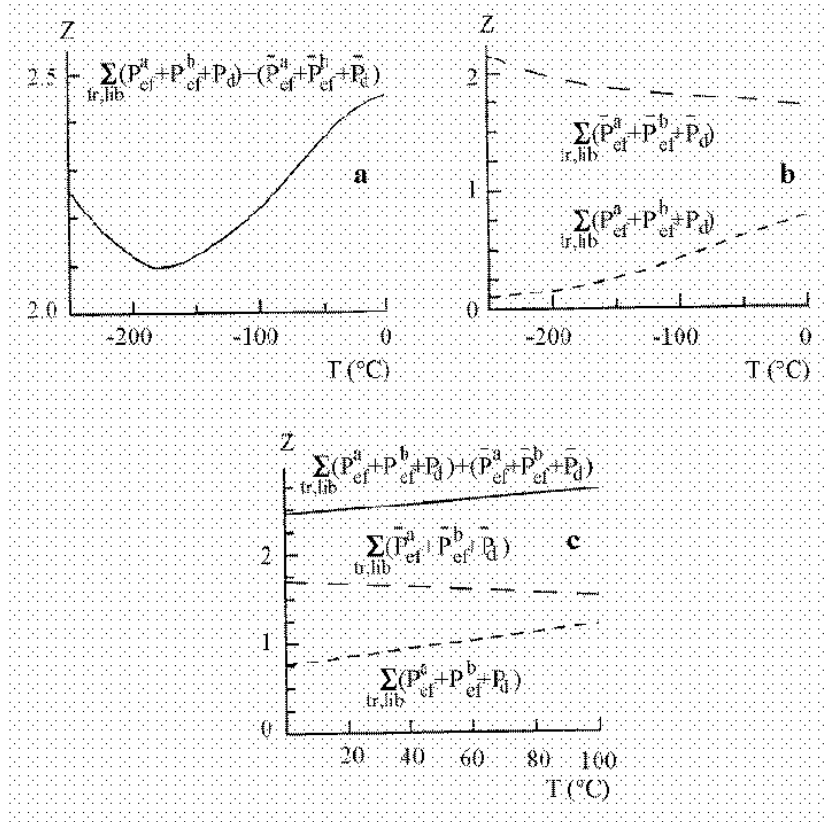 Z
Σ(P^a_ef+P^b_ef+P_d)−(P̄^a_ef+P̄^b_ef+P̄_d)
tr,lib
2.5
a
2.0
-200 -100 0
T (°C)
Z
2
Σ(P̄^a_ef+P̄^b_ef+P̄_d)
tr,lib
1
b
Σ(P^a_ef+P^b_ef+P_d)
tr,lib
0
-200 -100 0
T (°C)
Z
Σ(P^a_ef+P^b_ef+P_d)+(P̄^a_ef+P̄^b_ef+P̄_d)
tr,lib
2
Σ(P̄^a_ef+P̄^b_ef+P̄_d)
tr,lib
c
1
Σ(P^a_ef+P^b_ef+P_d)
tr,lib
0
20 40 60 80 100
T (°C)